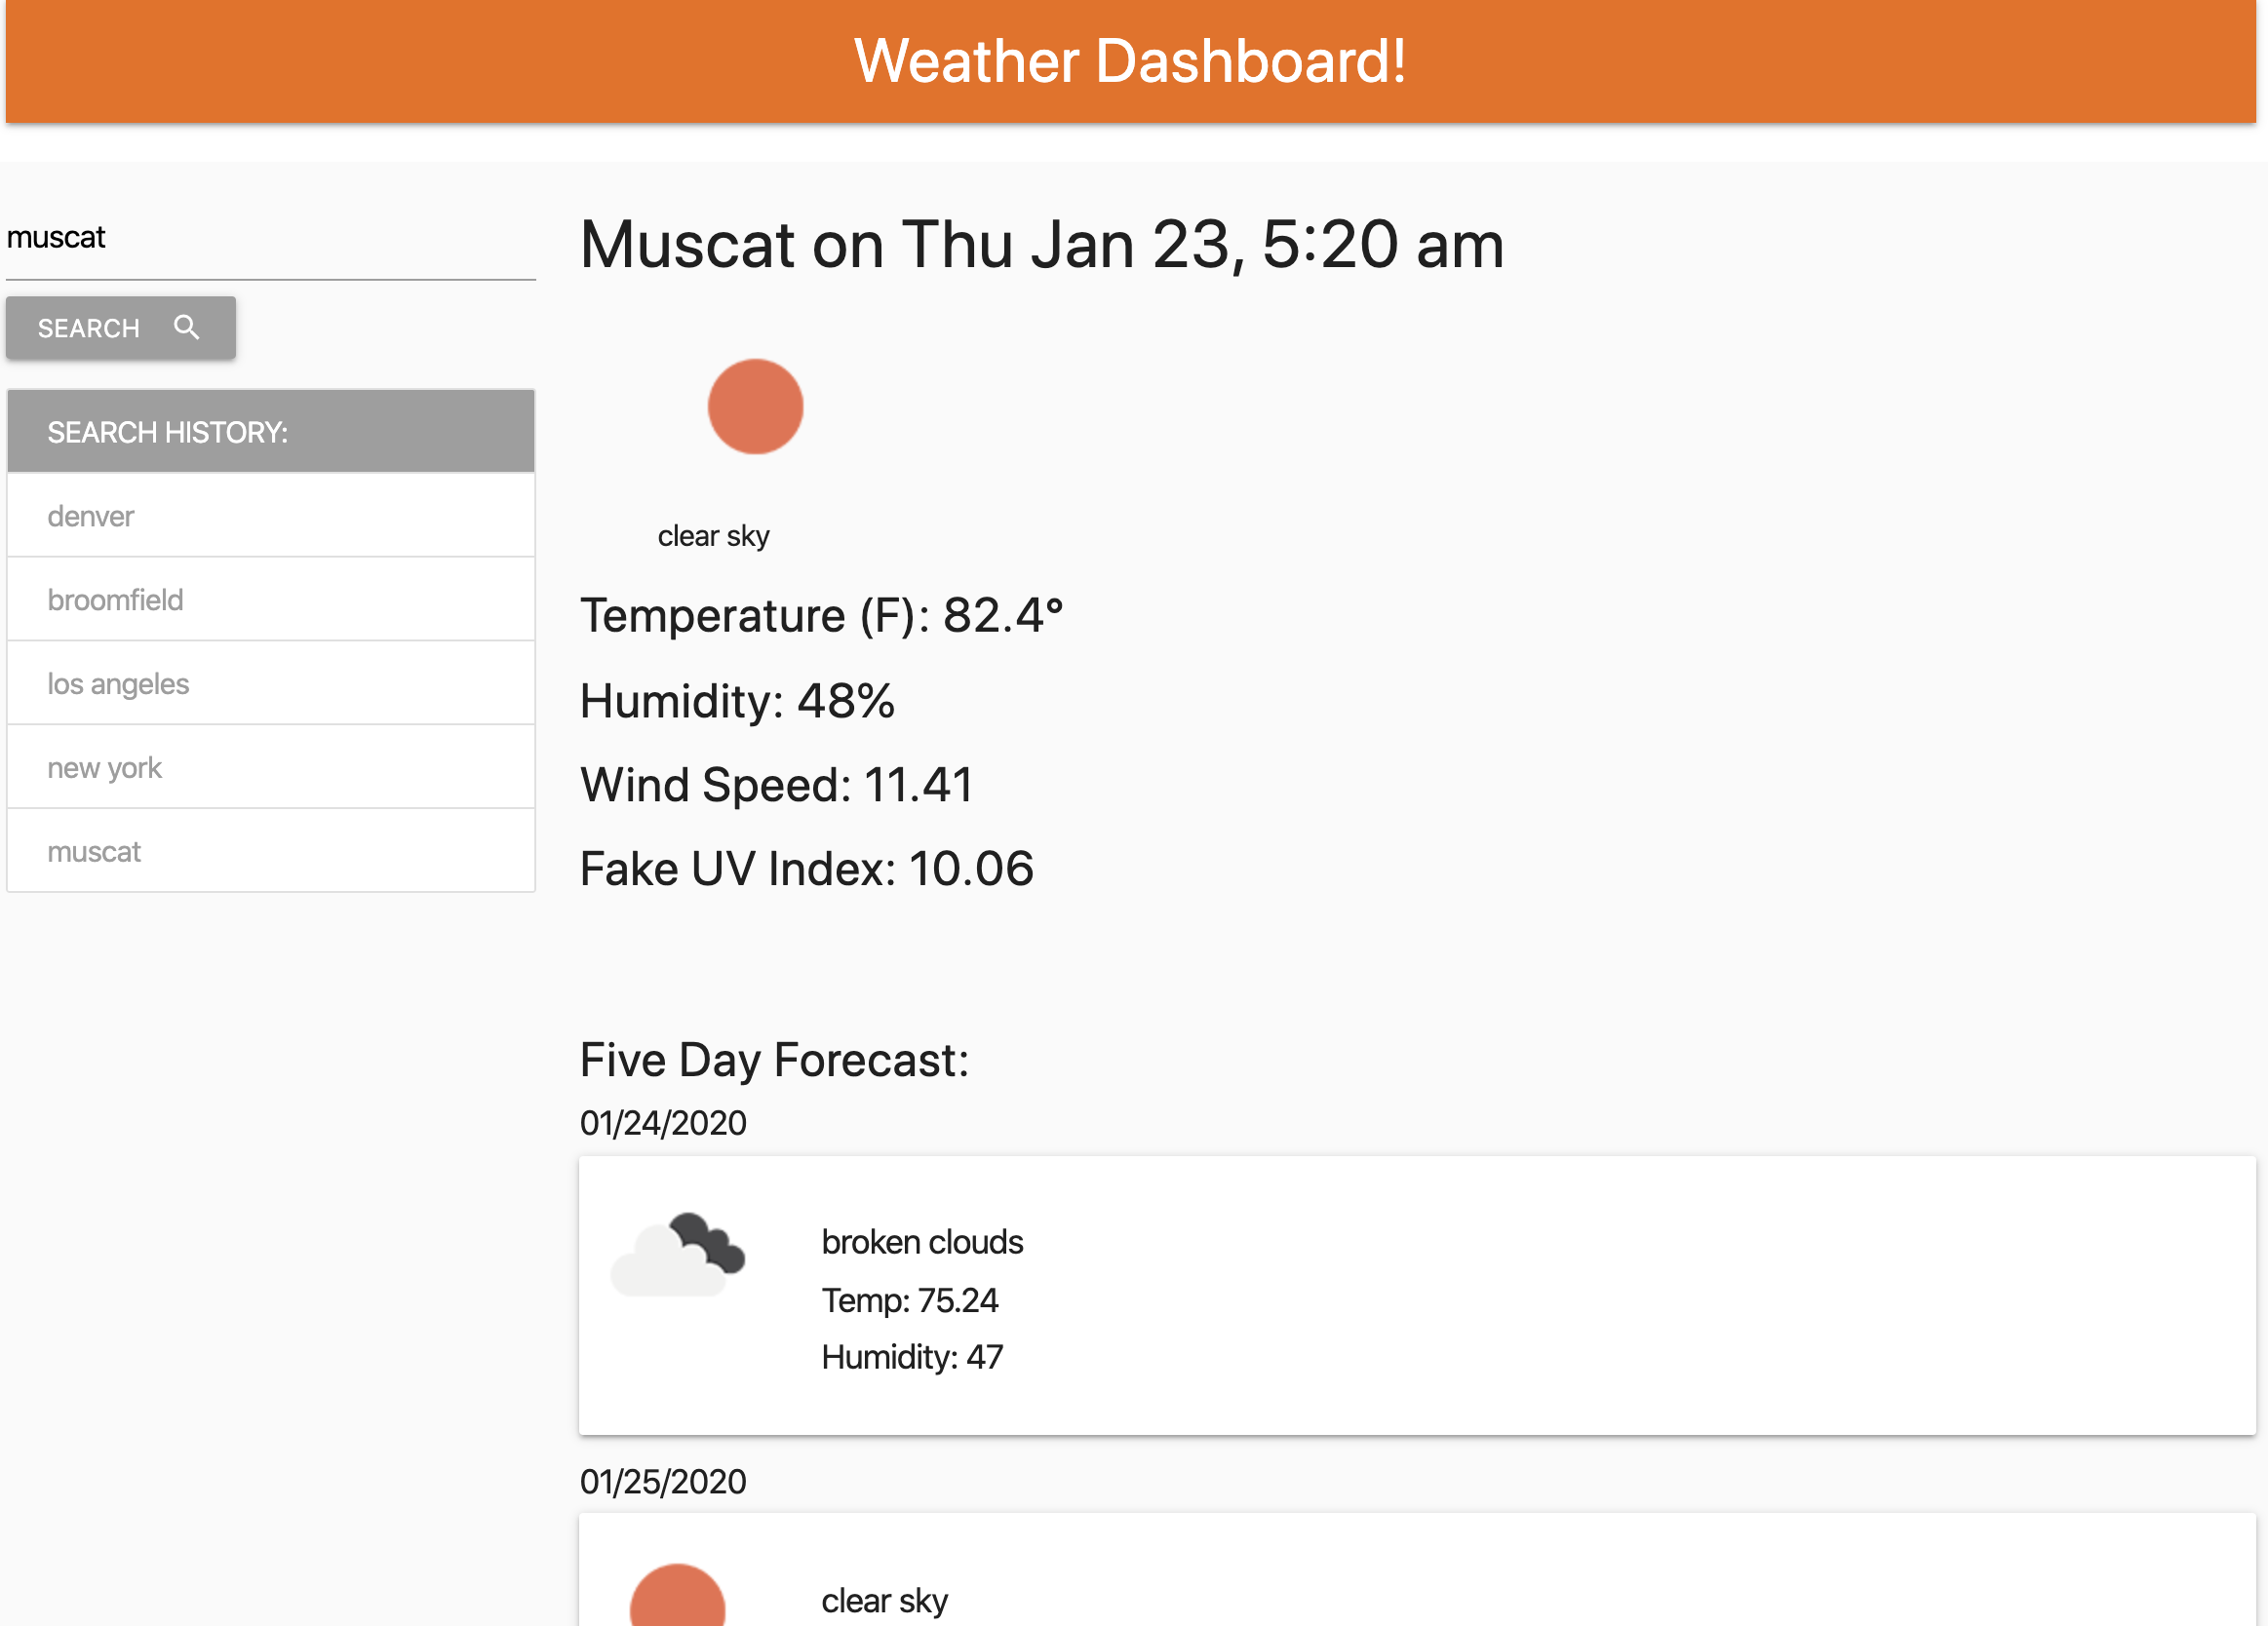 Weather Dashboard!
muscat
SEARCH
SEARCH HISTORY:
denver
broomfield
los angeles
new york
muscat
Muscat on Thu Jan 23, 5:20 am
clear sky
Temperature (F): 82.4°
Humidity: 48%
Wind Speed: 11.41
Fake UV Index: 10.06
Five Day Forecast:
01/24/2020
broken clouds
Temp: 75.24
Humidity: 47
01/25/2020
clear sky